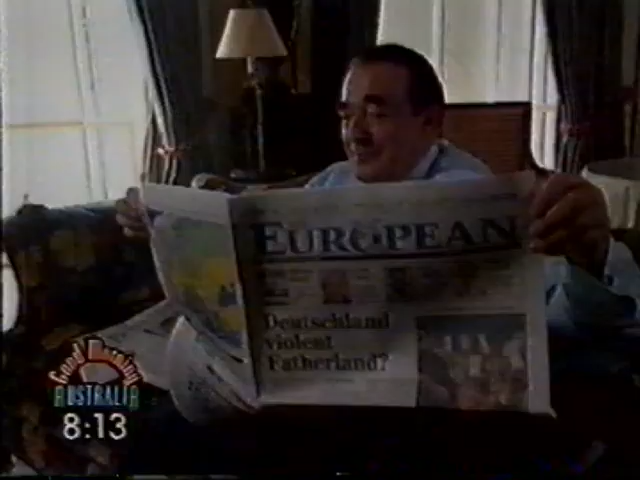 EUROPEAN
Deutschland
violent
Fatherland?
Good Morning
AUSTRALIA
8:13